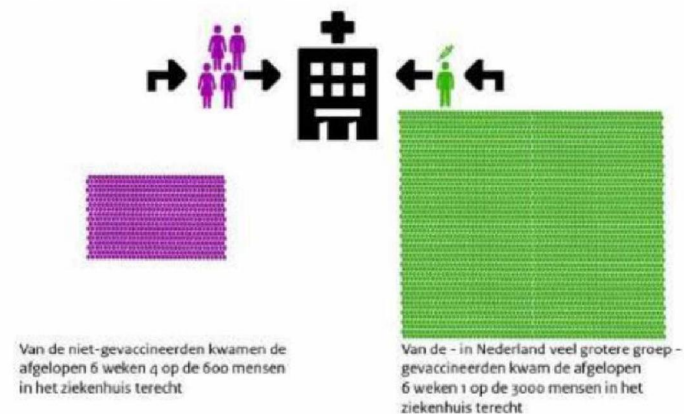 Van de niet-gevaccineerden kwamen de
afgelopen 6 weken 4 op de 600 mensen
in het ziekenhuis terecht
Van de - in Nederland veel grotere groep -
gevaccineerden kwam de afgelopen
6 weken 1 op de 3000 mensen in het
ziekenhuis terecht